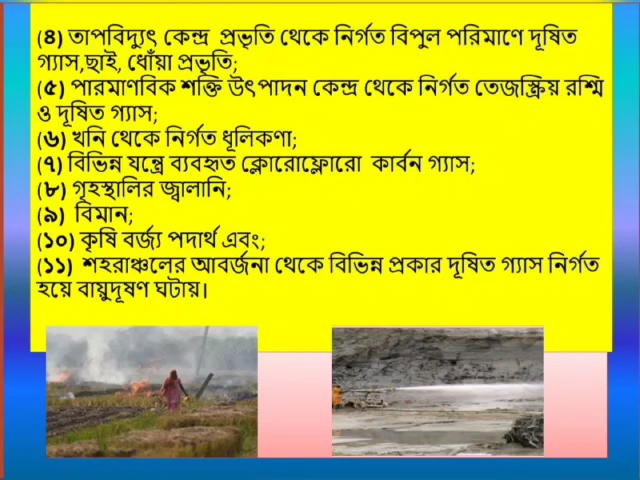 (৪) তাপবিদ্যুৎ কেন্দ্র প্রভৃতি থেকে নির্গত বিপুল পরিমাণে দূষিত
গ্যাস,ছাই, ধোঁয়া প্রভৃতি;
(৫) পারমাণবিক শক্তি উৎপাদন কেন্দ্র থেকে নির্গত তেজস্ক্রিয় রশ্মি
ও দূষিত গ্যাস;
(৬) খনি থেকে নির্গত ধূলিকণা;
(৭) বিভিন্ন যন্ত্রে ব্যবহৃত ক্লোরোফ্লোরো কার্বন গ্যাস;
(৮) গৃহস্থালির জ্বালানি;
(৯) বিমান;
(১০) কৃষি বর্জ্য পদার্থ এবং;
(১১) শহরাঞ্চলের আবর্জনা থেকে বিভিন্ন প্রকার দূষিত গ্যাস নির্গত
হয়ে বায়ুদূষণ ঘটায়।